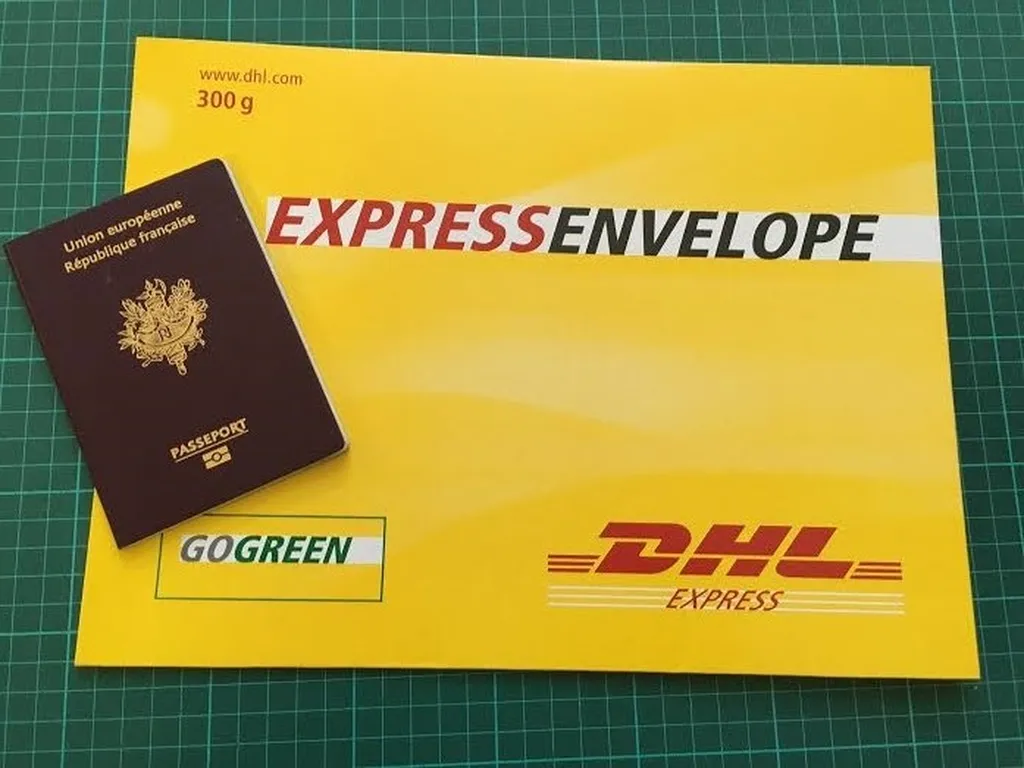 www.dhl.com
300 g
EXPRESSENVELOPE
Union européenne
République française
PASSEPORT
GOGREEN
DHL
EXPRESS